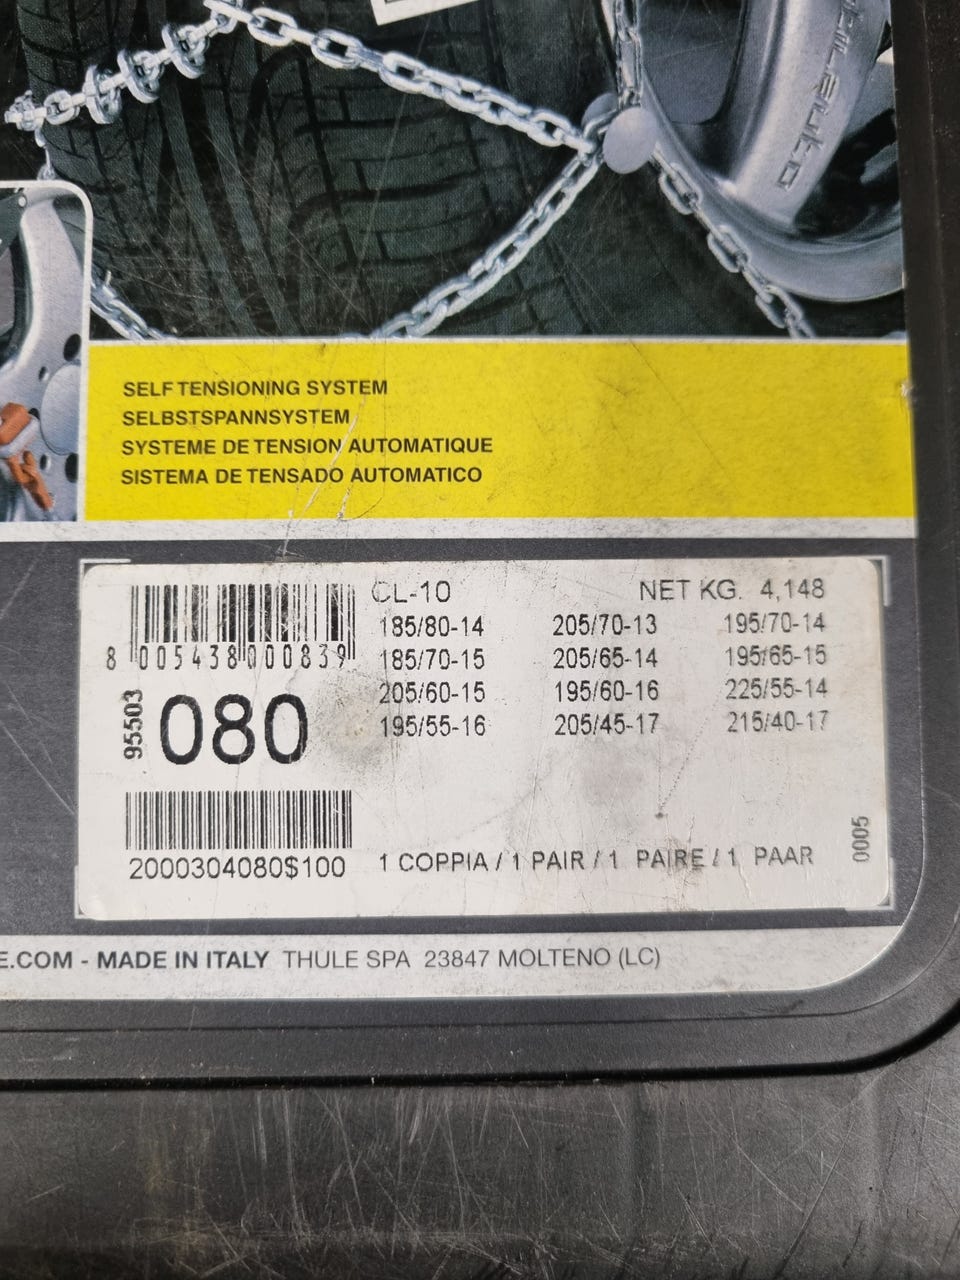 SELF TENSIONING SYSTEM
SELBSTSPANNSYSTEM
SYSTEME DE TENSION AUTOMATIQUE
SISTEMA DE TENSADO AUTOMATICO
CL-10 NET KG. 4,148
185/80-14 205/70-13 195/70-14
8 005438 000839 185/70-15 205/65-14 195/65-15
205/60-15 195/60-16 225/55-14
95503 080 195/55-16 205/45-17 215/40-17
2000304080$100 1 COPPIA / 1 PAIR / 1 PAIRE / 1 PAAR 0005
E.COM - MADE IN ITALY THULE SPA 23847 MOLTENO (LC)